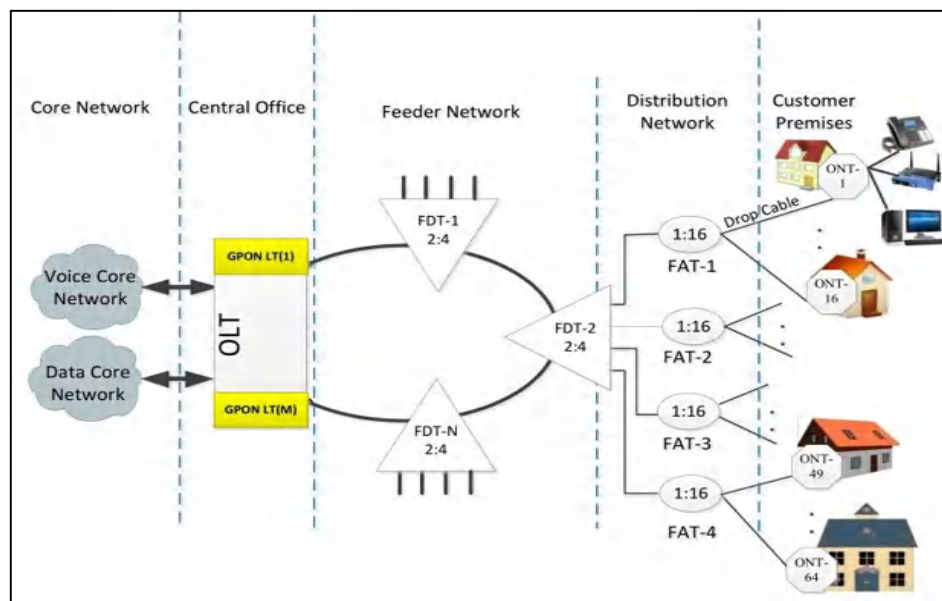 Core Network
Central Office
Feeder Network
Distribution
Network
Customer
Premises
Voice Core
Network
Data Core
Network
GPON LT(1)
OLT
GPON LT(M)
FDT-1
2:4
FDT-2
2:4
FDT-N
2:4
1:16
FAT-1
1:16
FAT-2
1:16
FAT-3
1:16
FAT-4
Drop Cable
ONT-
1
ONT-
16
ONT-
49
ONT-
64